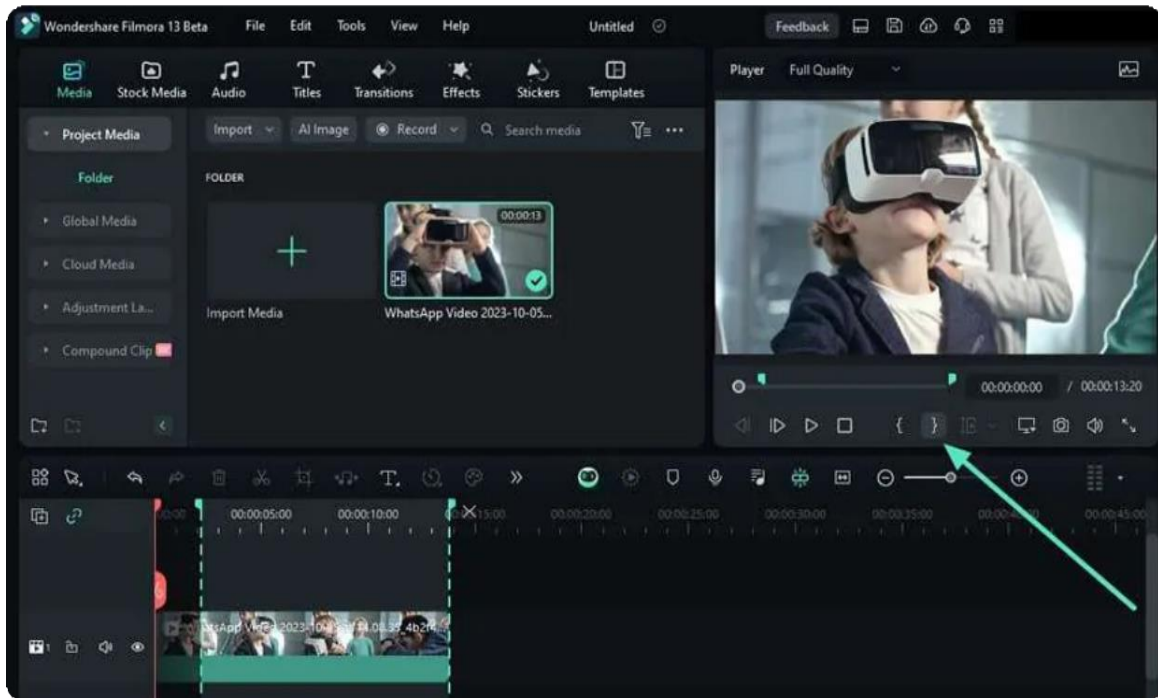 Wondershare Filmora 13 Beta File Edit Tools View Help Untitled Feedback
Media Stock Media Audio Titles Transitions Effects Stickers Templates
Player Full Quality
Project Media Import AI Image Record Search media
Folder
FOLDER
Global Media
00:00:13
Cloud Media
Adjustment La...
Import Media WhatsApp Video 2023-10-05...
Compound Clip
00:00:00:00 / 00:00:13:20
00:00:05:00 00:00:10:00 00:00:20:00 00:00:25:00 00:00:30:00 00:00:35:00 00:00:45:00
1